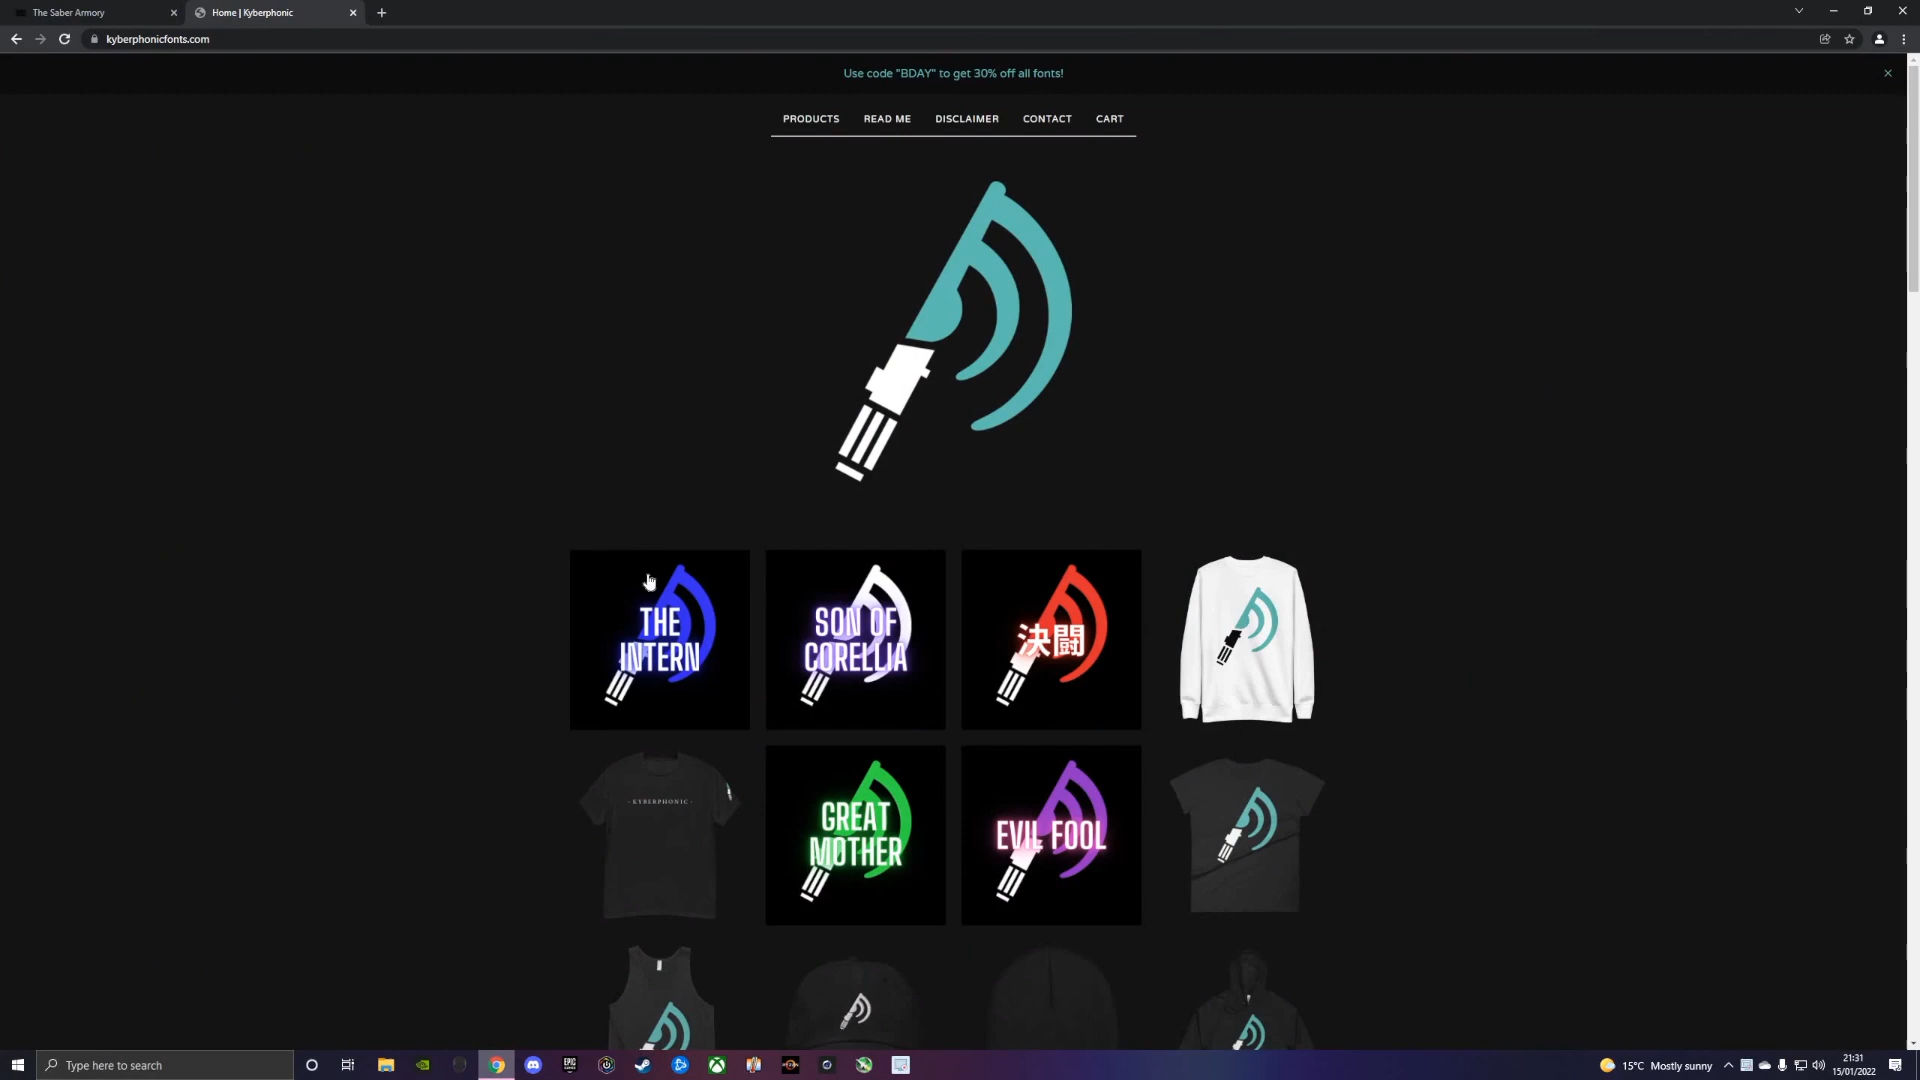 The Saber Armory
Home | Kyberphonic
kyberphonicfonts.com
Use code "BDAY" to get 30% off all fonts!
PRODUCTS READ ME DISCLAIMER CONTACT CART
THE
INTERN
SON OF
CORELLIA
決闘
- KYBERPHONIC -
GREAT
MOTHER
EVIL FOOL
Type here to search
EPIC
15°C Mostly sunny
21:31
15/01/2022